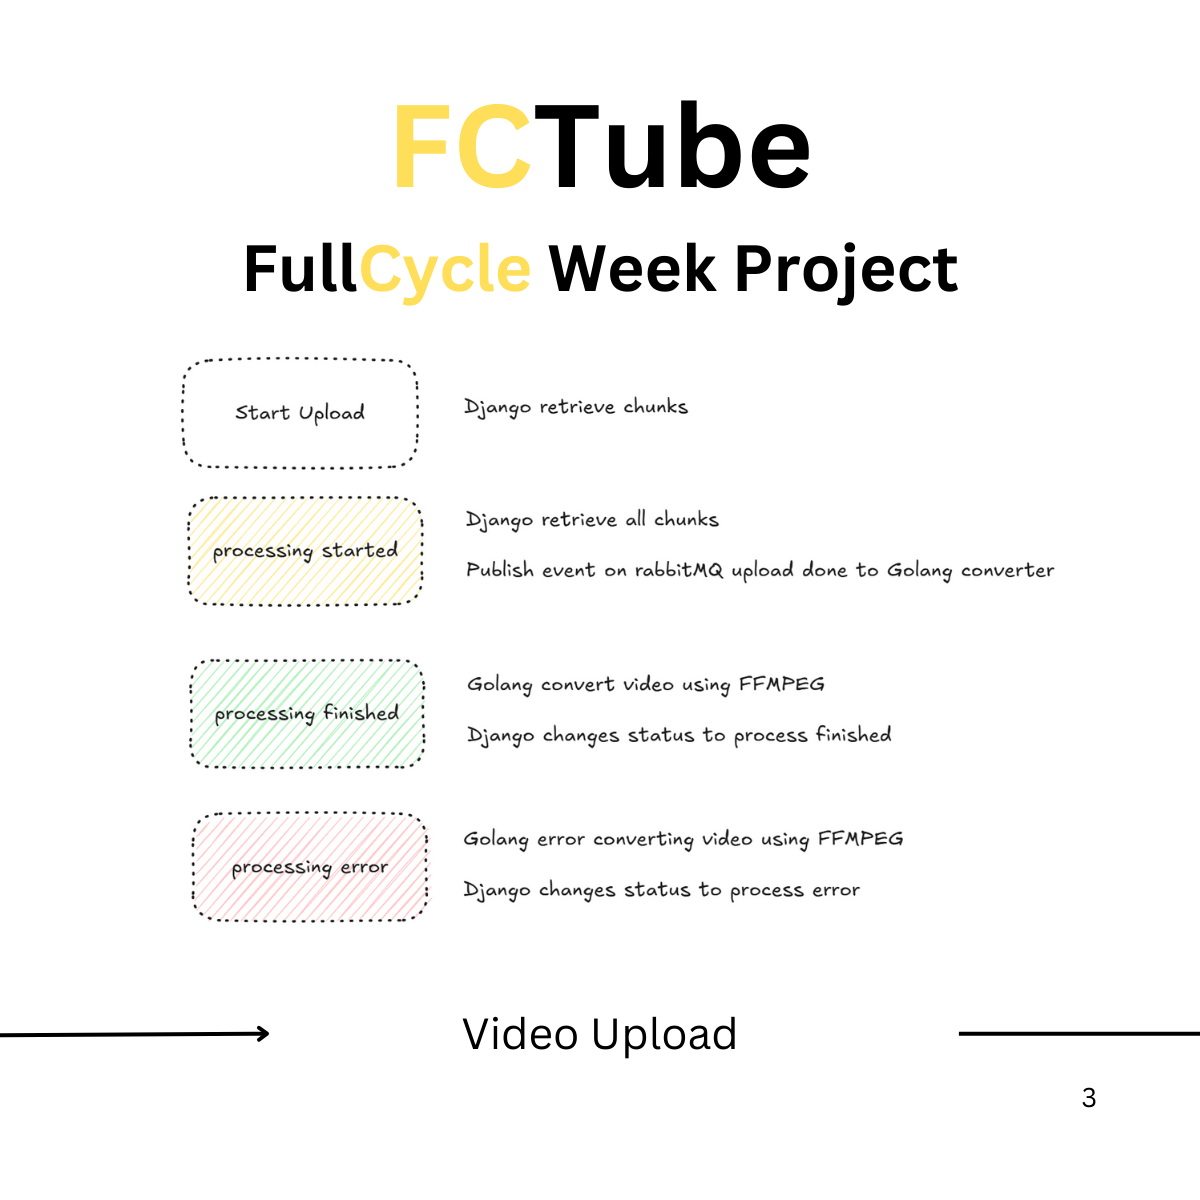 FCTube
FullCycle Week Project
Start Upload
Django retrieve chunks
processing started
Django retrieve all chunks
Publish event on rabbitMQ upload done to Golang converter
processing finished
Golang convert video using FFMPEG
Django changes status to process finished
processing error
Golang error converting video using FFMPEG
Django changes status to process error
Video Upload
3